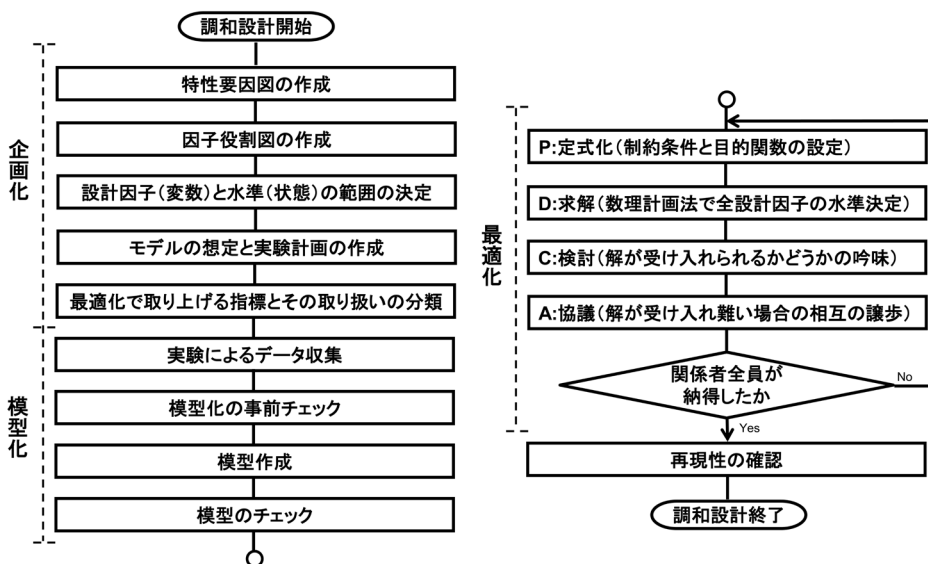 調和設計開始
企画化
特性要因図の作成
因子役割図の作成
設計因子(変数)と水準(状態)の範囲の決定
モデルの想定と実験計画の作成
最適化で取り上げる指標とその取り扱いの分類
模型化
実験によるデータ収集
模型化の事前チェック
模型作成
模型のチェック
最適化
P:定式化(制約条件と目的関数の設定)
D:求解(数理計画法で全設計因子の水準決定)
C:検討(解が受け入れられるかどうかの吟味)
A:協議(解が受け入れ難い場合の相互の譲歩)
関係者全員が
納得したか
No
Yes
再現性の確認
調和設計終了